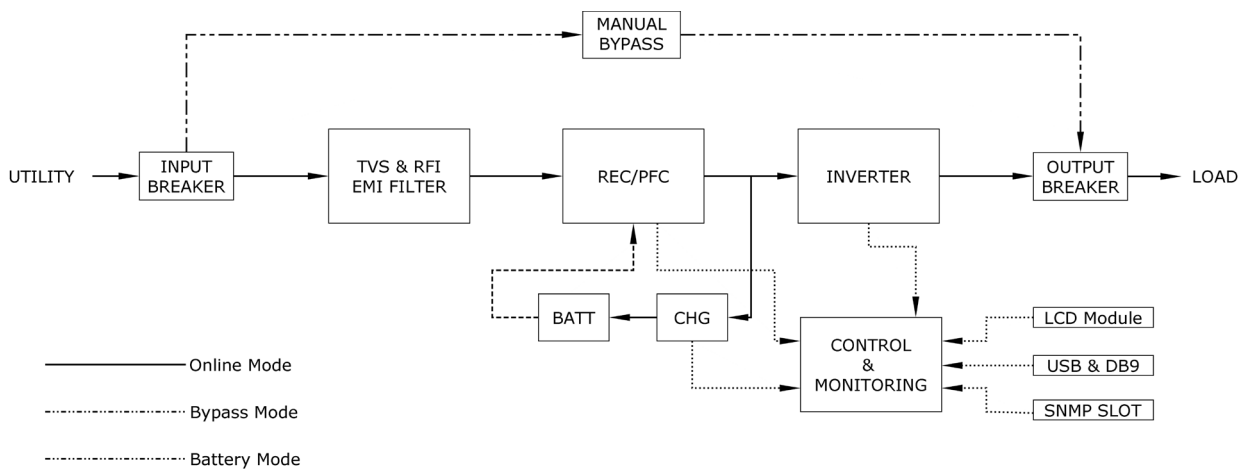 MANUAL
BYPASS
UTILITY
INPUT
BREAKER
TVS & RFI
EMI FILTER
REC/PFC
INVERTER
OUTPUT
BREAKER
LOAD
BATT
CHG
CONTROL
&
MONITORING
LCD Module
USB & DB9
SNMP SLOT
Online Mode
Bypass Mode
Battery Mode